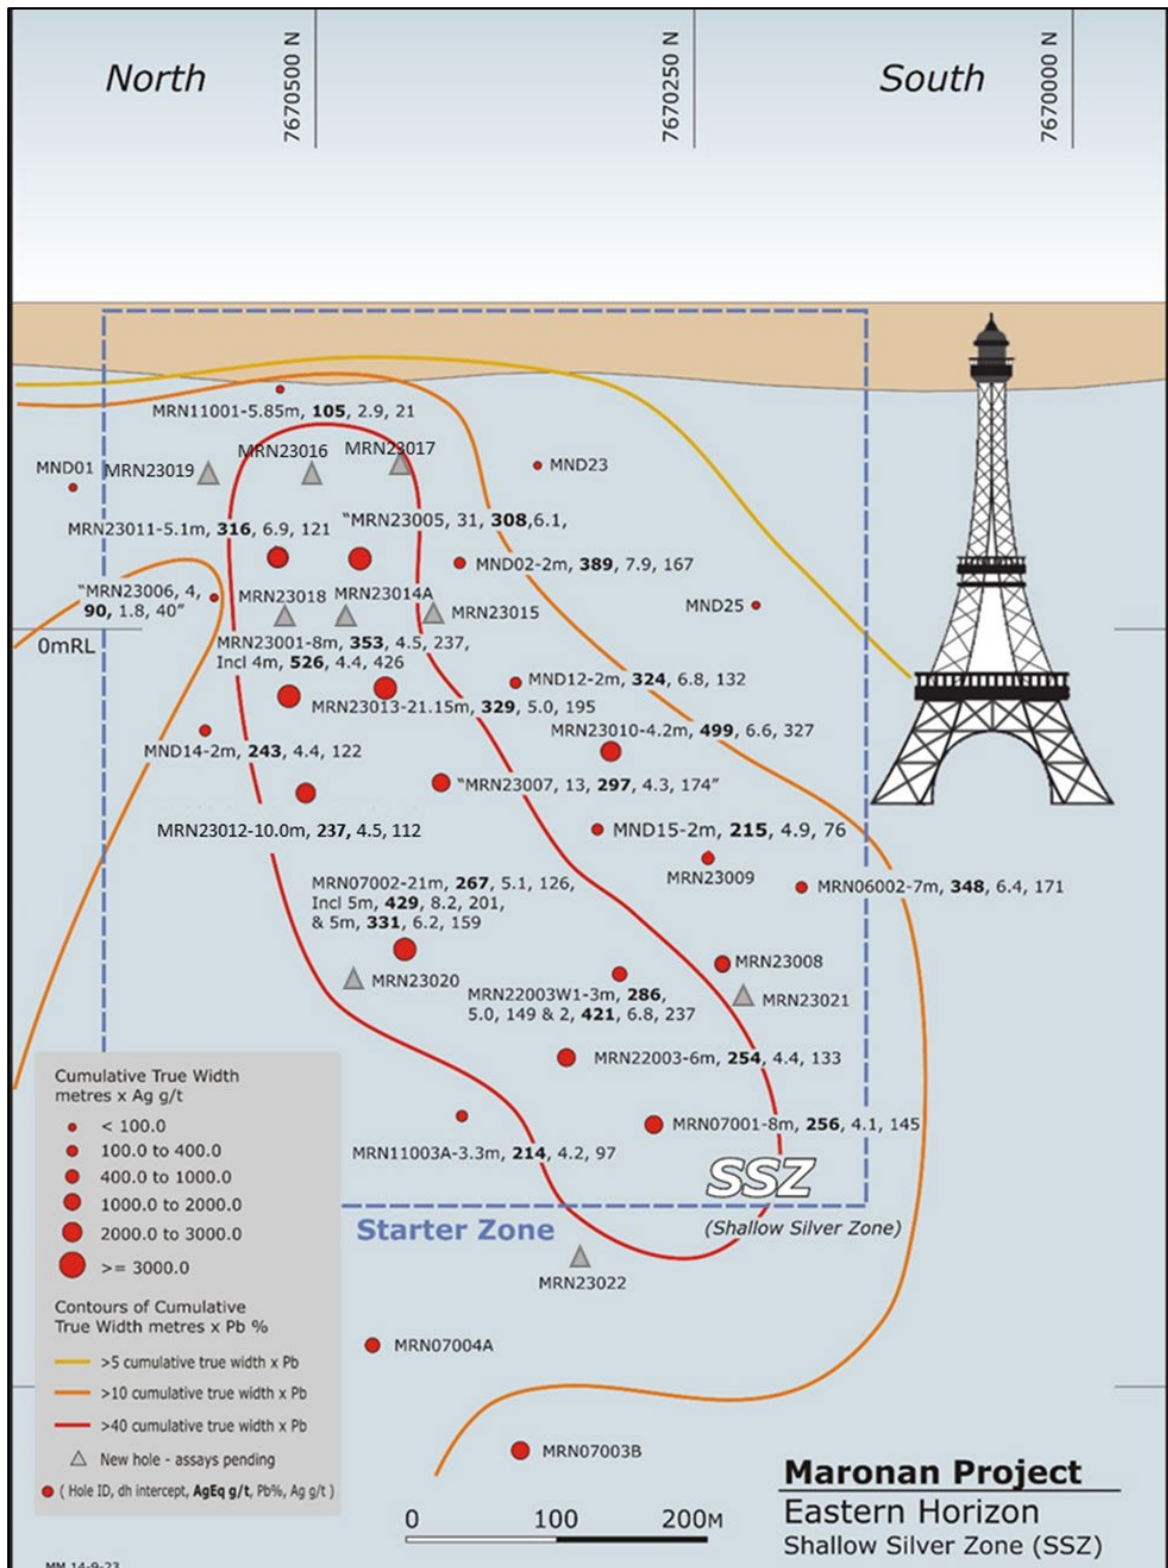 North
7670500 N
7670250 N
South
7670000 N
MRN11001-5.85m, 105, 2.9, 21
MRN23016
MRN23017
MND01
MRN23019
MND23
MRN23011-5.1m, 316, 6.9, 121
"MRN23005, 31, 308,6.1,
MND02-2m, 389, 7.9, 167
"MRN23006, 4,
90, 1.8, 40"
MRN23018
MRN23014A
MRN23015
MND25
0mRL
MRN23001-8m, 353, 4.5, 237,
Incl 4m, 526, 4.4, 426
MND12-2m, 324, 6.8, 132
MRN23013-21.15m, 329, 5.0, 195
MRN23010-4.2m, 499, 6.6, 327
MND14-2m, 243, 4.4, 122
"MRN23007, 13, 297, 4.3, 174"
MRN23012-10.0m, 237, 4.5, 112
MND15-2m, 215, 4.9, 76
MRN23009
MRN06002-7m, 348, 6.4, 171
MRN07002-21m, 267, 5.1, 126,
Incl 5m, 429, 8.2, 201,
& 5m, 331, 6.2, 159
MRN23020
MRN23008
MRN23021
MRN22003W1-3m, 286,
5.0, 149 & 2, 421, 6.8, 237
MRN22003-6m, 254, 4.4, 133
MRN07001-8m, 256, 4.1, 145
MRN11003A-3.3m, 214, 4.2, 97
SSZ
(Shallow Silver Zone)
Starter Zone
MRN23022
MRN07004A
MRN07003B
Cumulative True Width
metres x Ag g/t
< 100.0
100.0 to 400.0
400.0 to 1000.0
1000.0 to 2000.0
2000.0 to 3000.0
>= 3000.0
Contours of Cumulative
True Width metres x Pb %
>5 cumulative true width x Pb
>10 cumulative true width x Pb
>40 cumulative true width x Pb
New hole - assays pending
( Hole ID, dh intercept, AgEq g/t, Pb%, Ag g/t )
0 100 200M
Maronan Project
Eastern Horizon
Shallow Silver Zone (SSZ)
MM 14-9-23